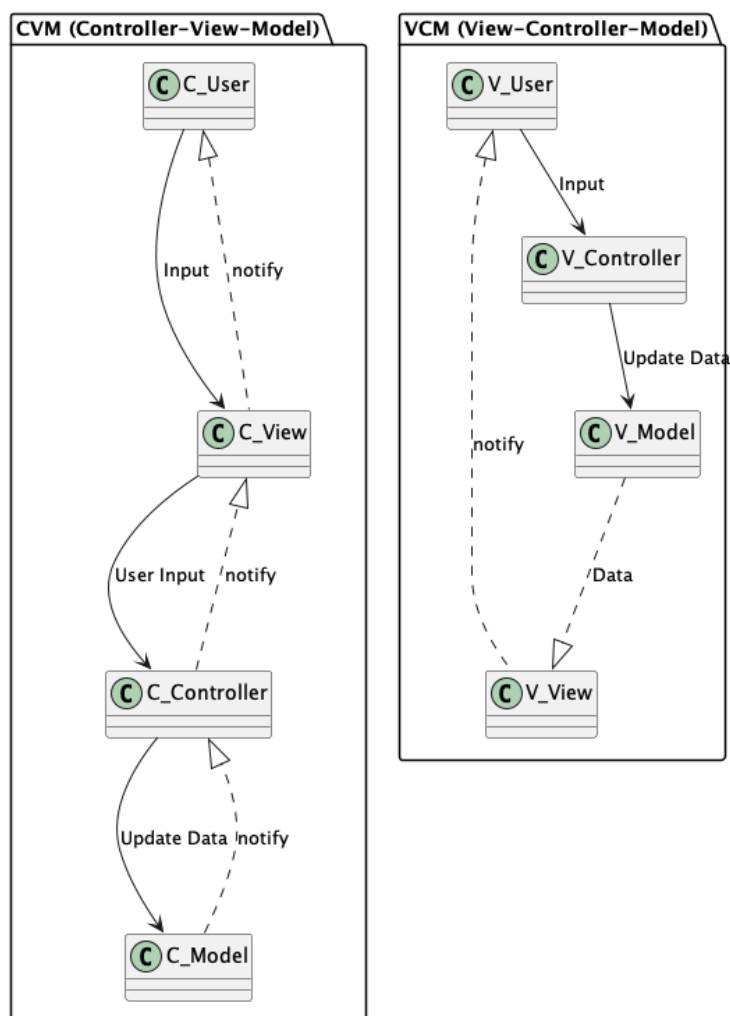 CVM (Controller-View-Model)
C C_User
Input
notify
C C_View
User Input
notify
C C_Controller
Update Data
notify
C C_Model
VCM (View-Controller-Model)
C V_User
Input
C V_Controller
Update Data
C V_Model
notify
Data
C V_View